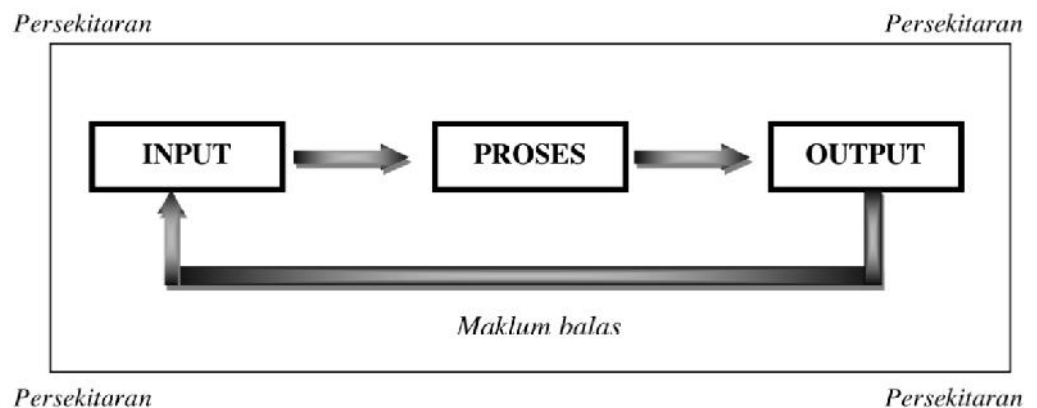 Persekitaran Persekitaran
INPUT PROSES OUTPUT
Maklum balas
Persekitaran Persekitaran